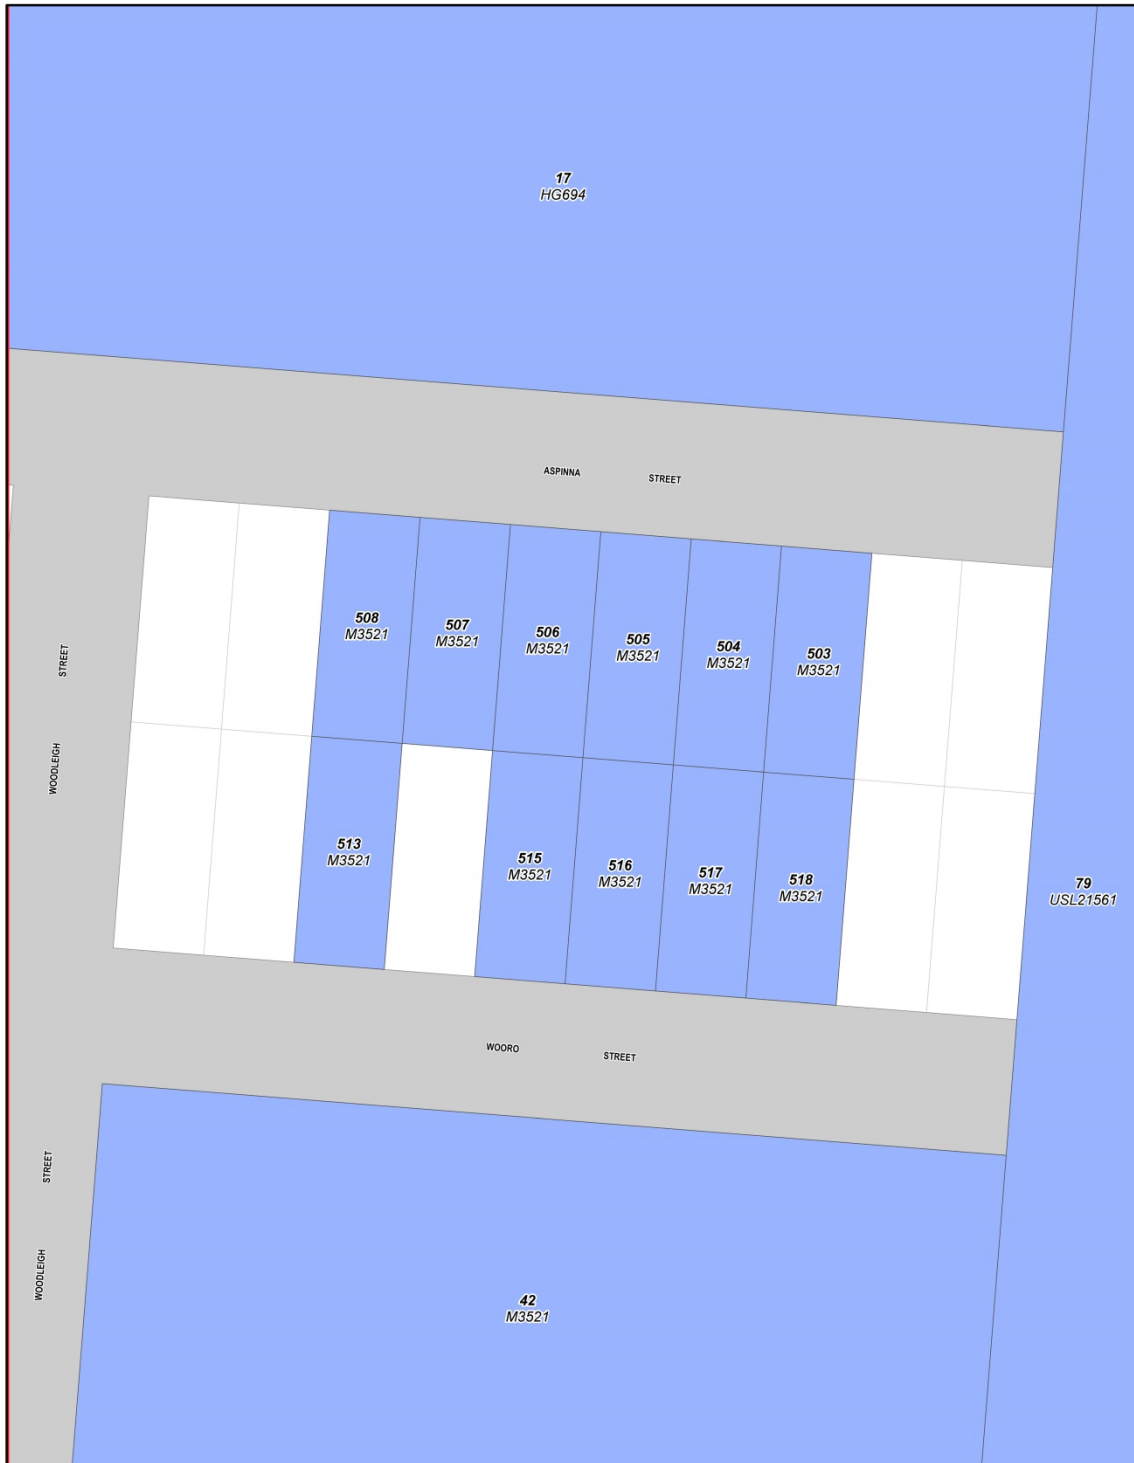 17
HG694
ASPINNA STREET
508
M3521
507
M3521
506
M3521
505
M3521
504
M3521
503
M3521
WOODLEIGH STREET
513
M3521
515
M3521
516
M3521
517
M3521
518
M3521
79
USL21561
WOORO STREET
WOODLEIGH STREET
42
M3521